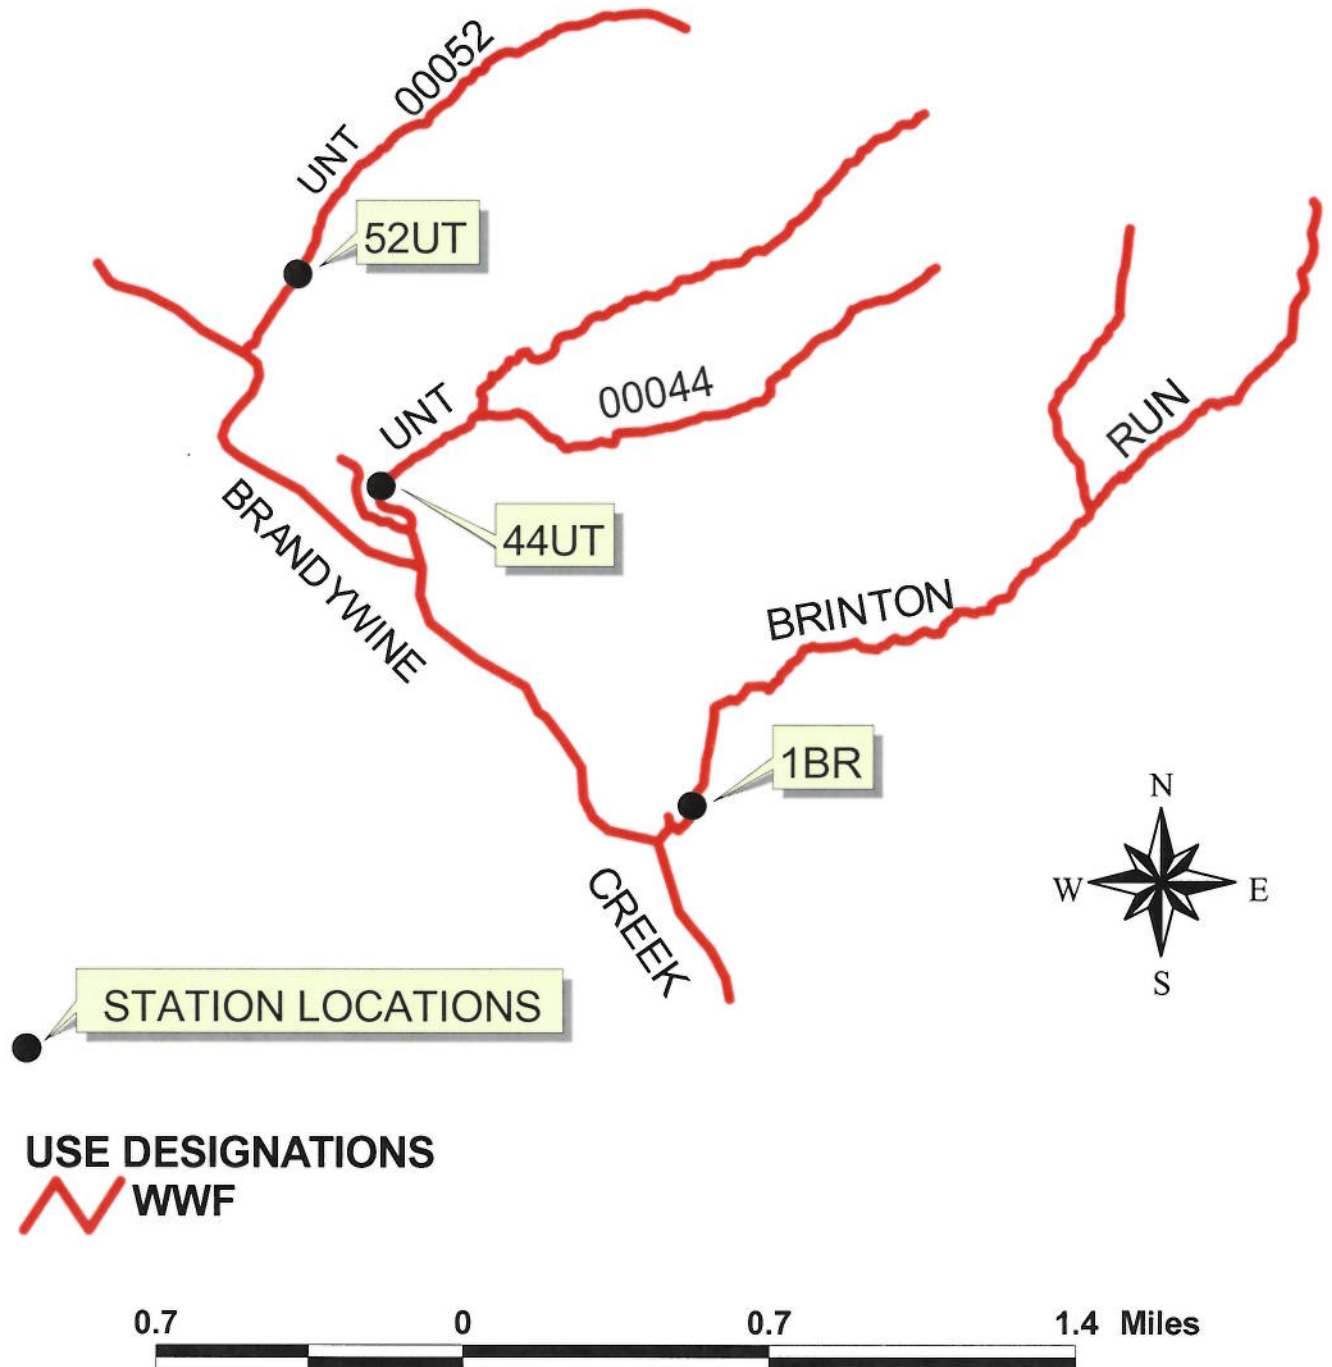 UNT 00052
52UT
UNT 00044
44UT
BRANDYWINE
CREEK
BRINTON RUN
1BR
N
W E
S
STATION LOCATIONS
USE DESIGNATIONS
WWF
0.7 0 0.7 1.4 Miles